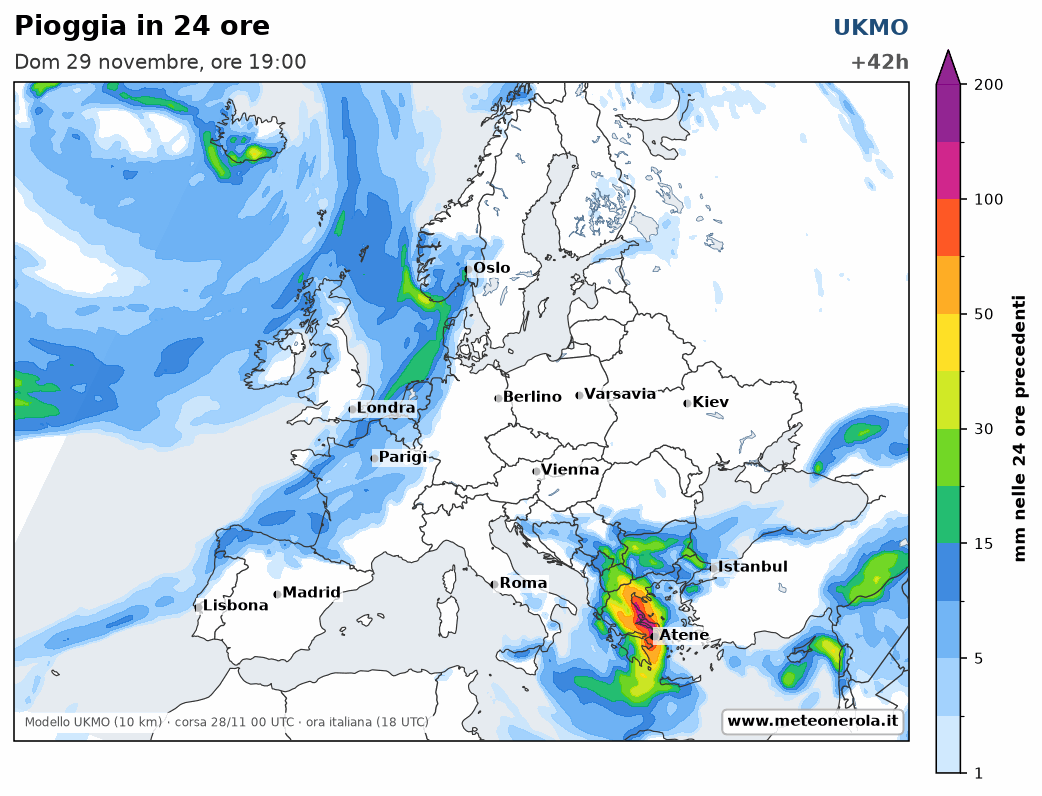 Pioggia in 24 ore
UKMO
Dom 29 novembre, ore 19:00
+42h
200
100
50
30
15
5
1
mm nelle 24 ore precedenti
Oslo
Berlino
Varsavia
Kiev
Londra
Parigi
Vienna
Istanbul
Roma
Madrid
Lisbona
Atene
Modello UKMO (10 km) · corsa 28/11 00 UTC · ora italiana (18 UTC)
www.meteonerola.it